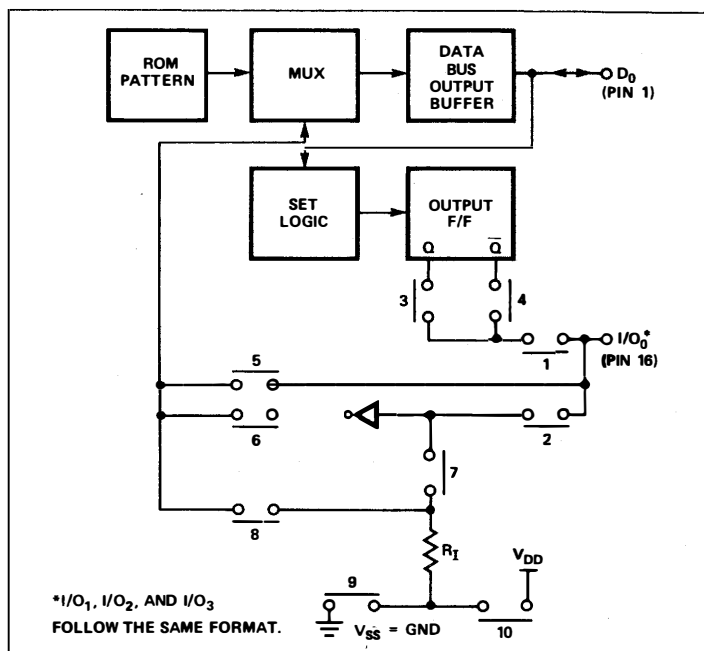 ROM
PATTERN
MUX
DATA
BUS
OUTPUT
BUFFER
D0
(PIN 1)
SET
LOGIC
OUTPUT
F/F
Q
Q̅
3
4
I/O0*
(PIN 16)
1
5
6
2
7
8
RI
VDD
9
10
VSS = GND
*I/O1, I/O2, AND I/O3
FOLLOW THE SAME FORMAT.